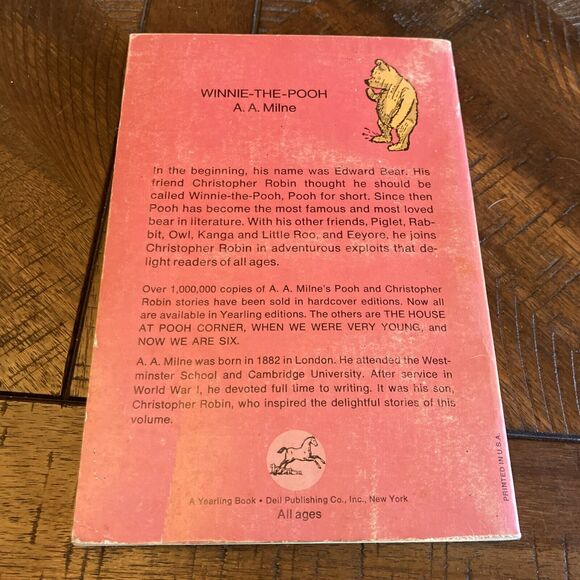 WINNIE-THE-POOH
A. A. Milne
In the beginning, his name was Edward Bear. His
friend Christopher Robin thought he should be
called Winnie-the-Pooh, Pooh for short. Since then
Pooh has become the most famous and most loved
bear in literature. With his other friends, Piglet, Rab-
bit, Owl, Kanga and Little Roo, and Eeyore, he joins
Christopher Robin in adventurous exploits that de-
light readers of all ages.
Over 1,000,000 copies of A. A. Milne's Pooh and Christopher
Robin stories have been sold in hardcover editions. Now all
are available in Yearling editions. The others are THE HOUSE
AT POOH CORNER, WHEN WE WERE VERY YOUNG, and
NOW WE ARE SIX.
A. A. Milne was born in 1882 in London. He attended the West-
minster School and Cambridge University. After service in
World War I, he devoted full time to writing. It was his son,
Christopher Robin, who inspired the delightful stories of this
volume.
A Yearling Book • Dell Publishing Co., Inc., New York
All ages
PRINTED IN U.S.A.